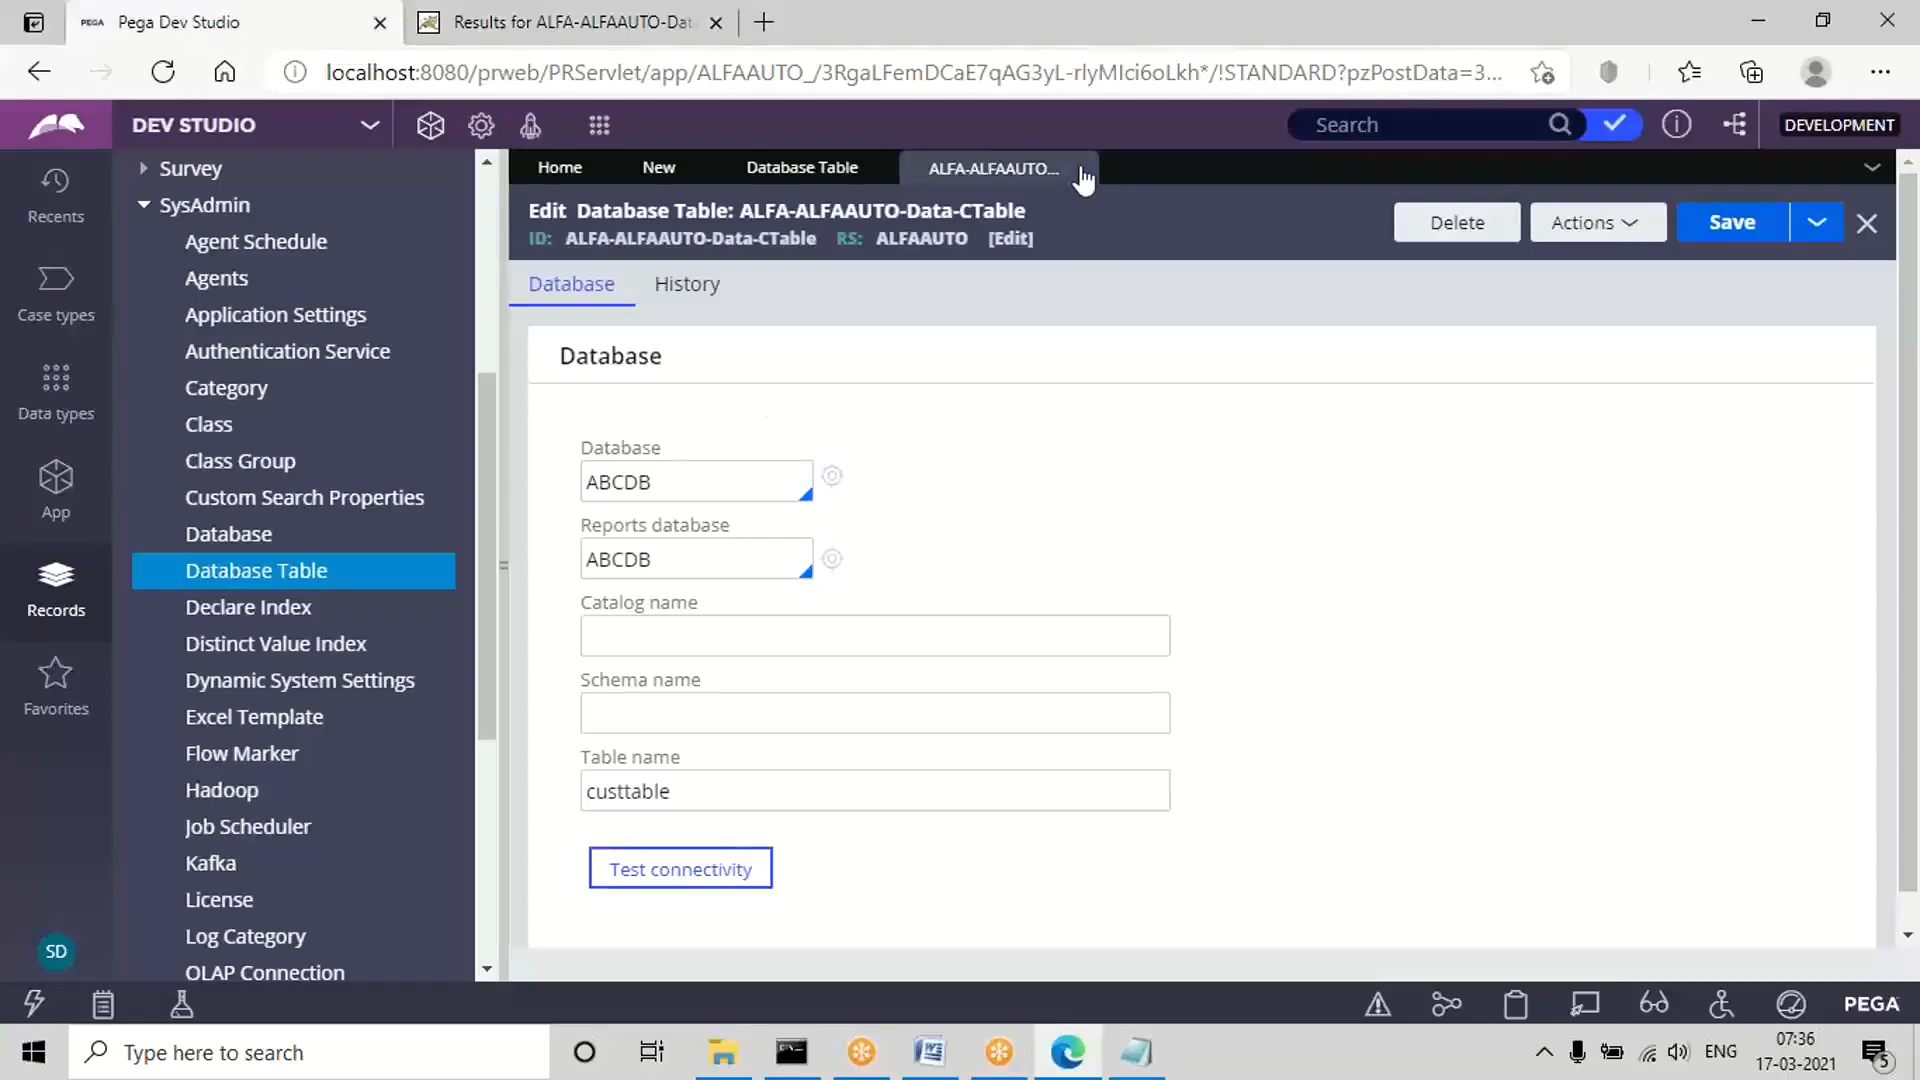 PEGA Pega Dev Studio
Results for ALFA-ALFAAUTO-Dat
localhost:8080/prweb/PRServlet/app/ALFAAUTO_/3RgaLFemDCaE7qAG3yL-rlyMIci6oLkh*/!STANDARD?pzPostData=3...
DEV STUDIO
Search
DEVELOPMENT
Recents
Case types
Data types
App
Records
Favorites
SD
Survey
SysAdmin
Agent Schedule
Agents
Application Settings
Authentication Service
Category
Class
Class Group
Custom Search Properties
Database
Database Table
Declare Index
Distinct Value Index
Dynamic System Settings
Excel Template
Flow Marker
Hadoop
Job Scheduler
Kafka
License
Log Category
OLAP Connection
Home New Database Table ALFA-ALFAAUTO...
Edit Database Table: ALFA-ALFAAUTO-Data-CTable
ID: ALFA-ALFAAUTO-Data-CTable RS: ALFAAUTO [Edit]
Delete Actions Save
Database History
Database
Database
ABCDB
Reports database
ABCDB
Catalog name
Schema name
Table name
custtable
Test connectivity
PEGA
Type here to search
ENG
07:36
17-03-2021
5